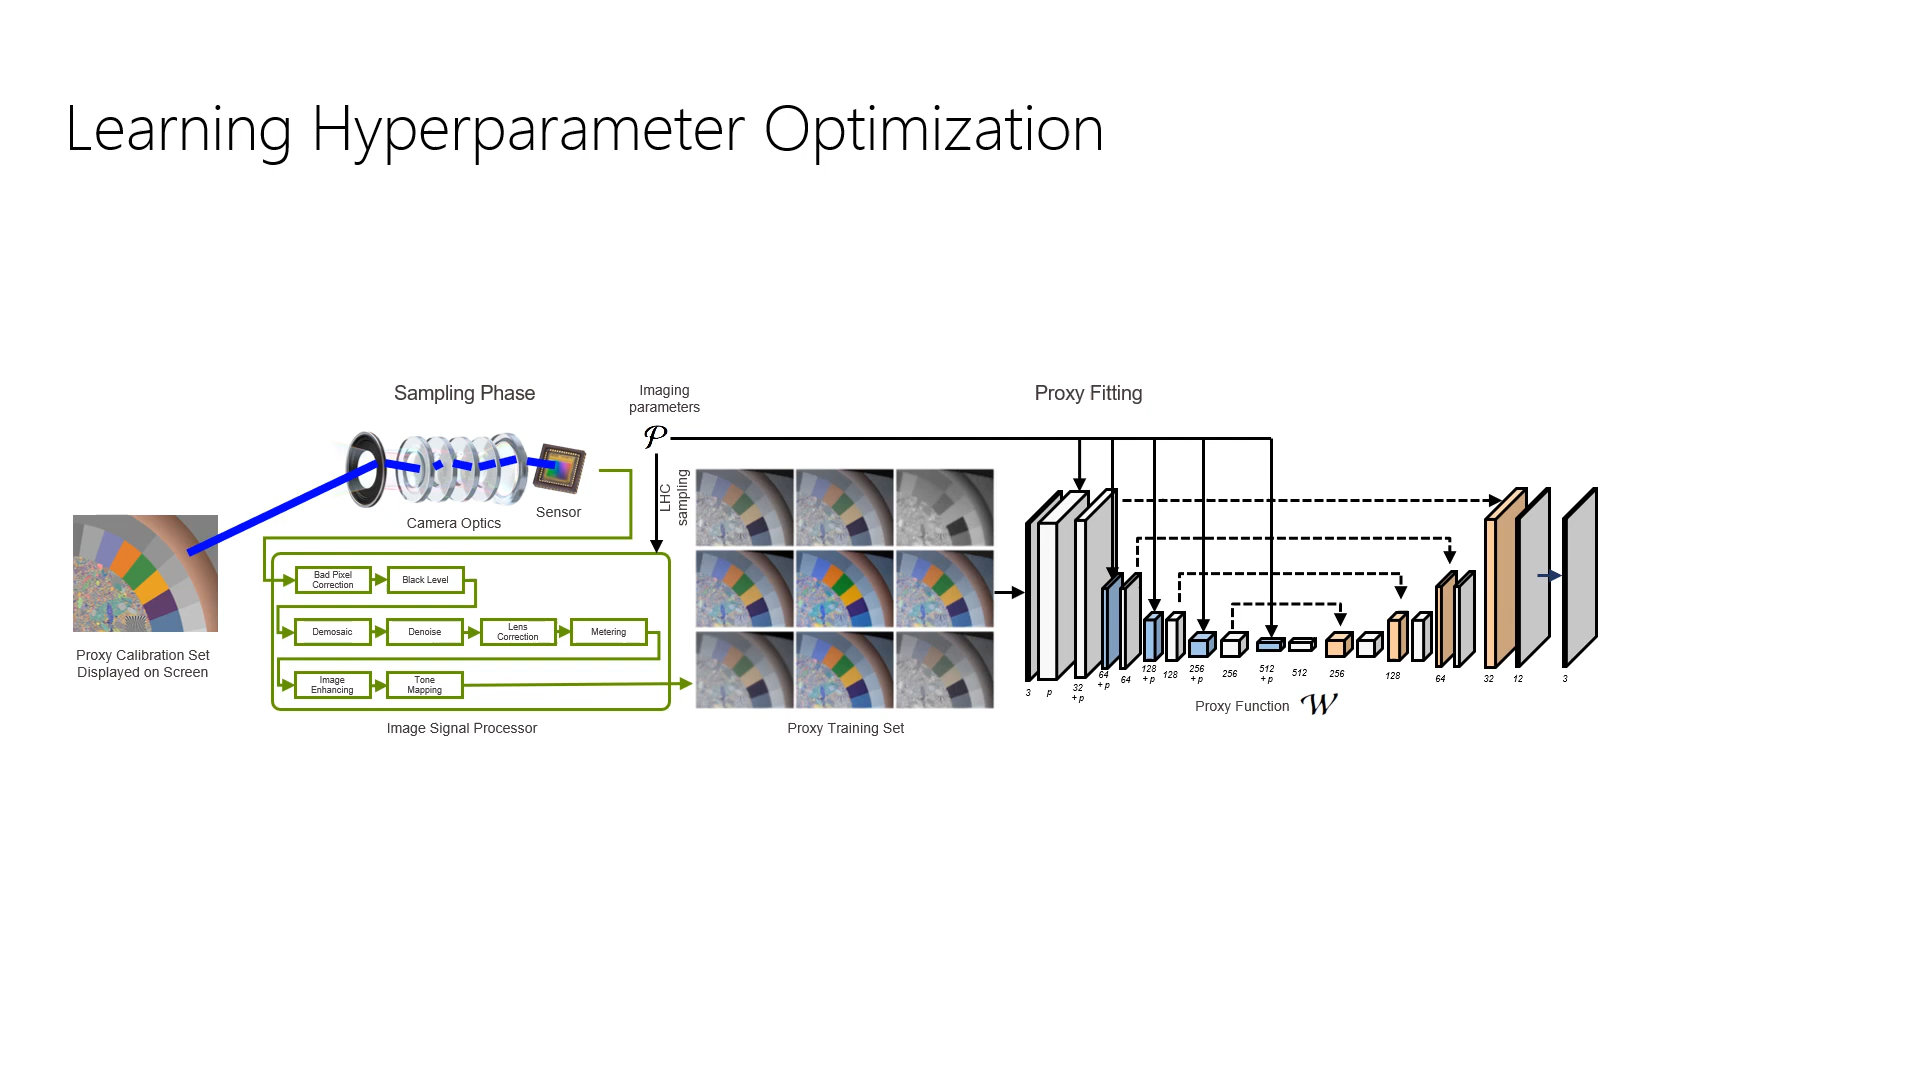 Learning Hyperparameter Optimization
Sampling Phase
Imaging
parameters
𝒫
Proxy Fitting
LHC
sampling
Camera Optics
Sensor
Proxy Calibration Set
Displayed on Screen
Bad Pixel
Correction
Black Level
Demosaic
Denoise
Lens
Correction
Metering
Image
Enhancing
Tone
Mapping
Image Signal Processor
Proxy Training Set
3
p
32
+ p
64
+ p
64
128
+ p
128
256
+ p
256
512
+ p
512
256
128
64
32
12
3
Proxy Function 𝒲